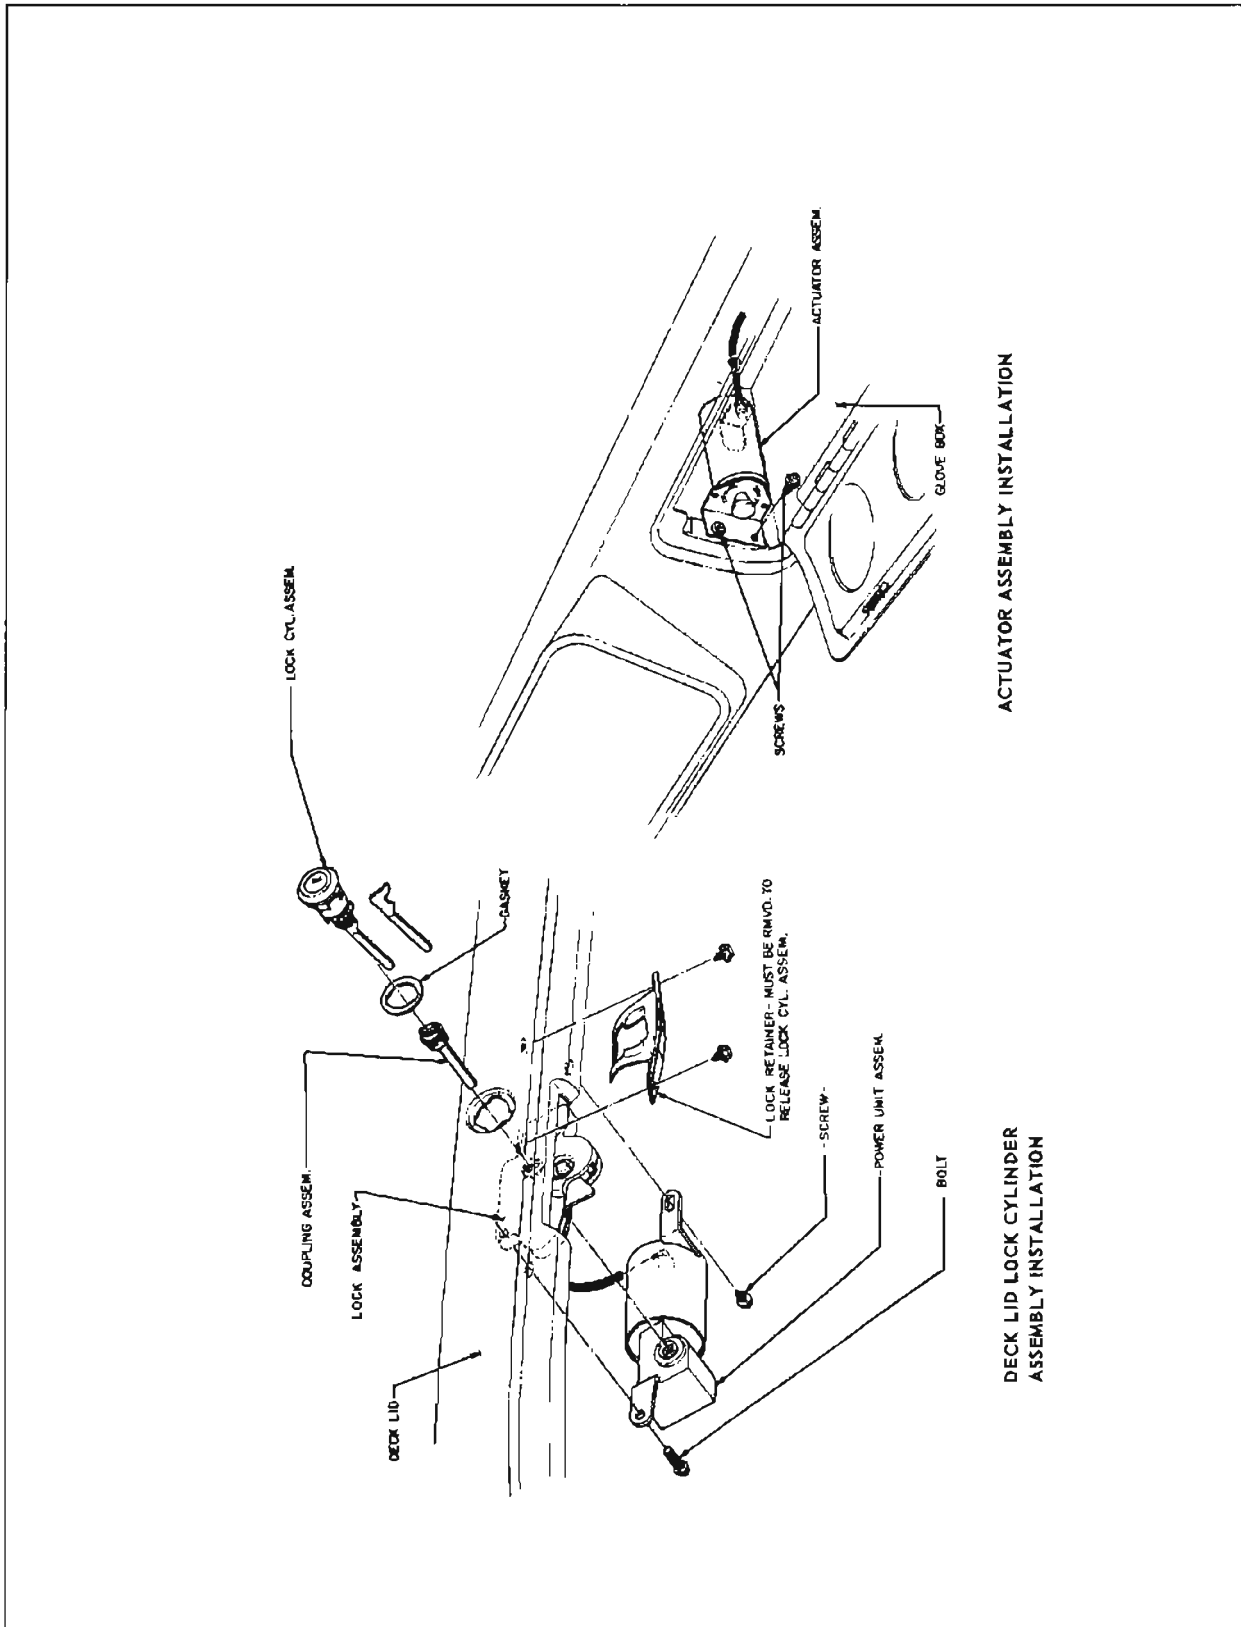 DECK LID
LOCK ASSEMBLY
COUPLING ASSEM.
GASKET
LOCK CYL. ASSEM.
LOCK RETAINER - MUST BE RMVD. TO
RELEASE LOCK CYL. ASSEM.
SCREW
POWER UNIT ASSEM.
BOLT
DECK LID LOCK CYLINDER
ASSEMBLY INSTALLATION
SCREWS
ACTUATOR ASSEM.
GLOVE BOX
ACTUATOR ASSEMBLY INSTALLATION